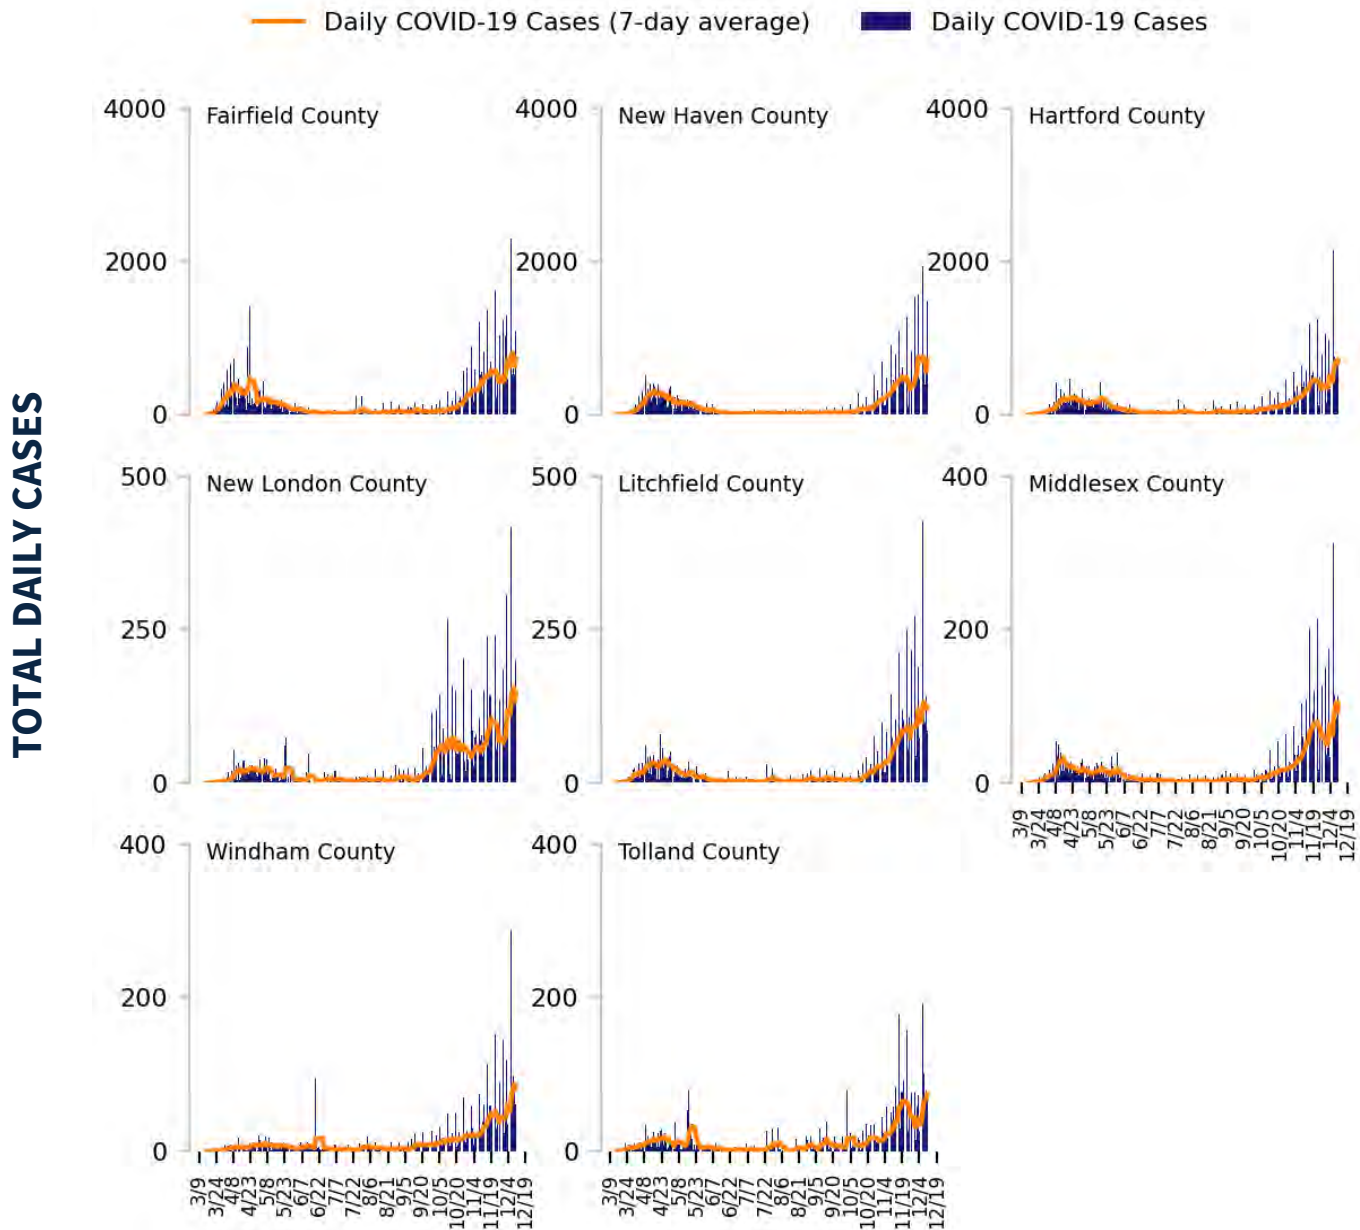 Daily COVID-19 Cases (7-day average) Daily COVID-19 Cases
TOTAL DAILY CASES
4000 Fairfield County 4000 New Haven County 4000 Hartford County
2000 2000 2000
0 0 0
500 New London County 500 Litchfield County 400 Middlesex County
250 250 200
0 0 0
3/9 3/24 4/8 4/23 5/8 5/23 6/7 6/22 7/7 7/22 8/6 8/21 9/5 9/20 10/5 10/20 11/4 11/19 12/4 12/19
400 Windham County 400 Tolland County
200 200
0 0
3/9 3/24 4/8 4/23 5/8 5/23 6/7 6/22 7/7 7/22 8/6 8/21 9/5 9/20 10/5 10/20 11/4 11/19 12/4 12/19 3/9 3/24 4/8 4/23 5/8 5/23 6/7 6/22 7/7 7/22 8/6 8/21 9/5 9/20 10/5 10/20 11/4 11/19 12/4 12/19